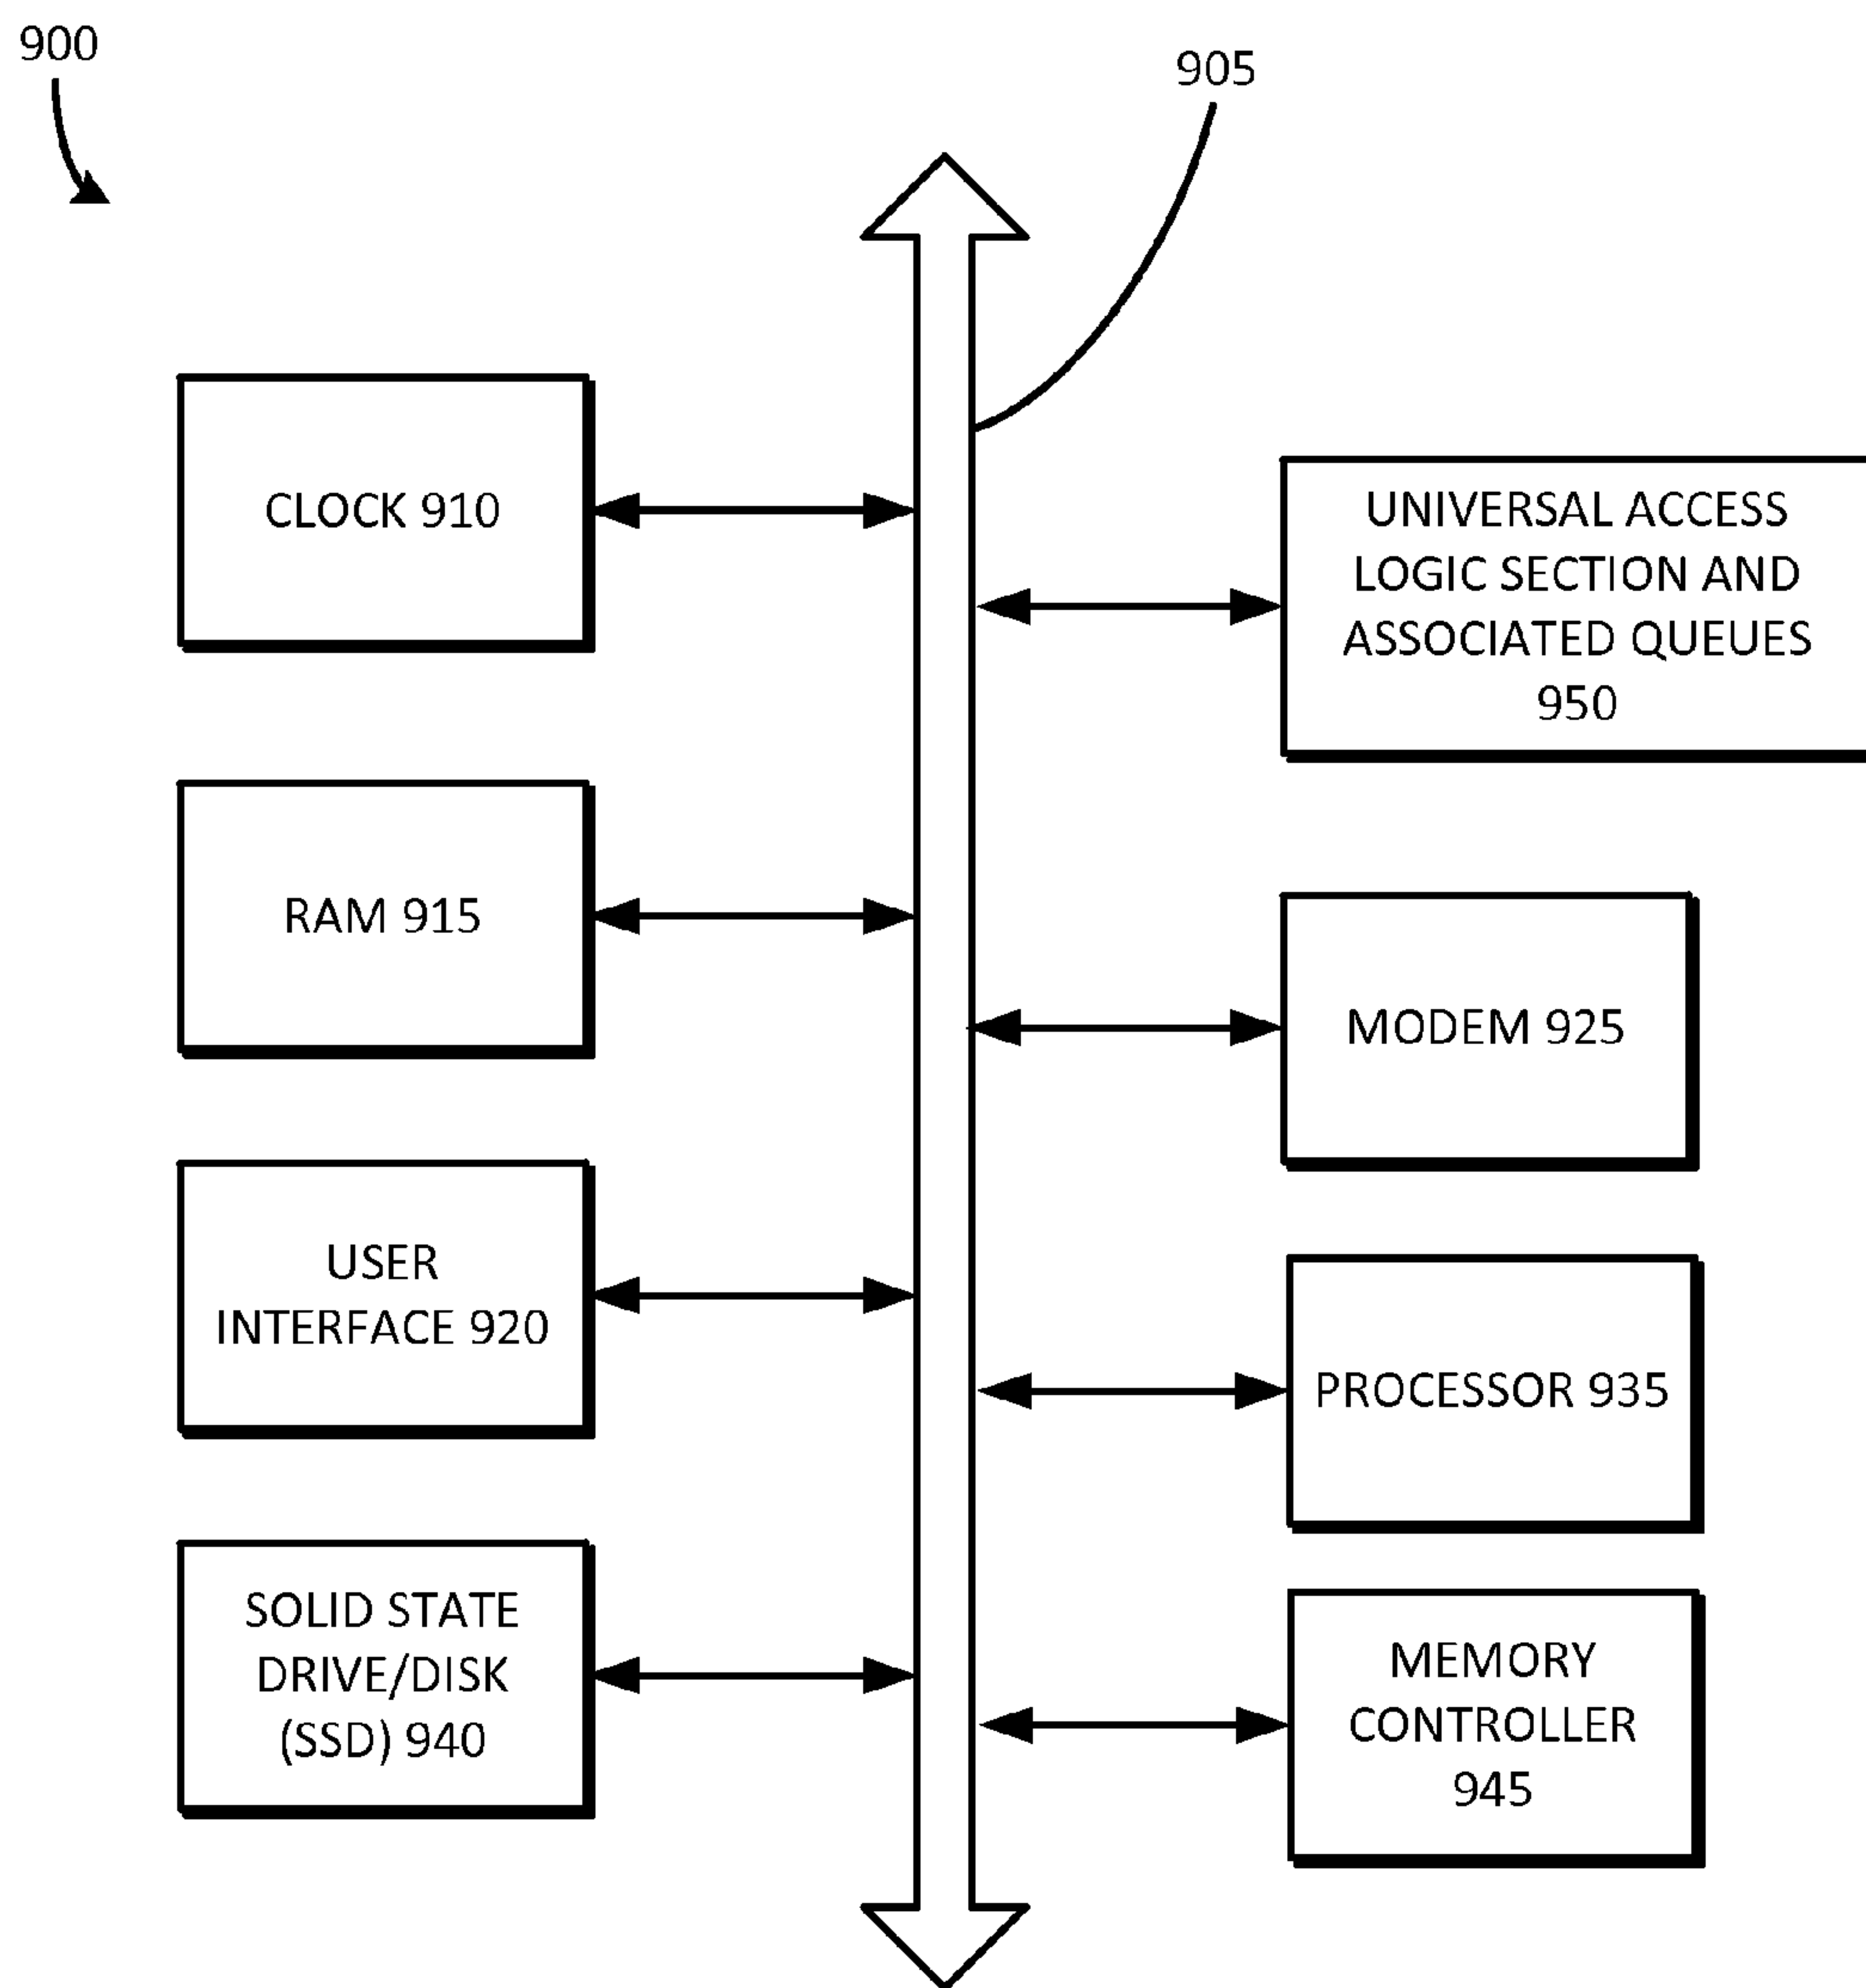 900
905
CLOCK 910
UNIVERSAL ACCESS
LOGIC SECTION AND
ASSOCIATED QUEUES
950
RAM 915
MODEM 925
USER
INTERFACE 920
PROCESSOR 935
SOLID STATE
DRIVE/DISK
(SSD) 940
MEMORY
CONTROLLER
945